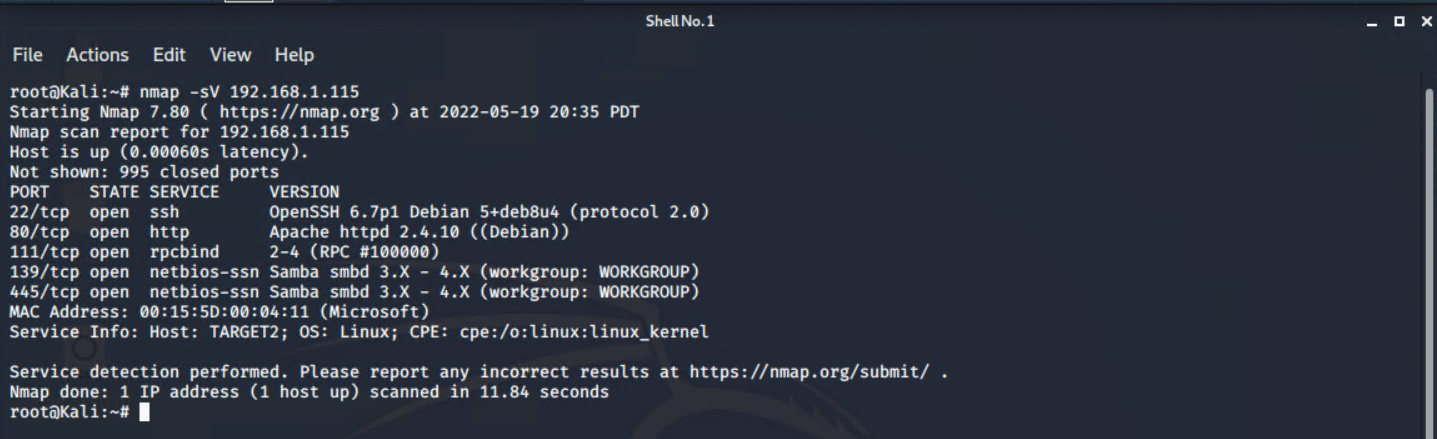 Shell No.1
File Actions Edit View Help
root@Kali:~# nmap -sV 192.168.1.115
Starting Nmap 7.80 ( https://nmap.org ) at 2022-05-19 20:35 PDT
Nmap scan report for 192.168.1.115
Host is up (0.00060s latency).
Not shown: 995 closed ports
PORT    STATE SERVICE     VERSION
22/tcp  open  ssh         OpenSSH 6.7p1 Debian 5+deb8u4 (protocol 2.0)
80/tcp  open  http        Apache httpd 2.4.10 ((Debian))
111/tcp open  rpcbind     2-4 (RPC #100000)
139/tcp open  netbios-ssn Samba smbd 3.X - 4.X (workgroup: WORKGROUP)
445/tcp open  netbios-ssn Samba smbd 3.X - 4.X (workgroup: WORKGROUP)
MAC Address: 00:15:5D:00:04:11 (Microsoft)
Service Info: Host: TARGET2; OS: Linux; CPE: cpe:/o:linux:linux_kernel
Service detection performed. Please report any incorrect results at https://nmap.org/submit/ .
Nmap done: 1 IP address (1 host up) scanned in 11.84 seconds
root@Kali:~#